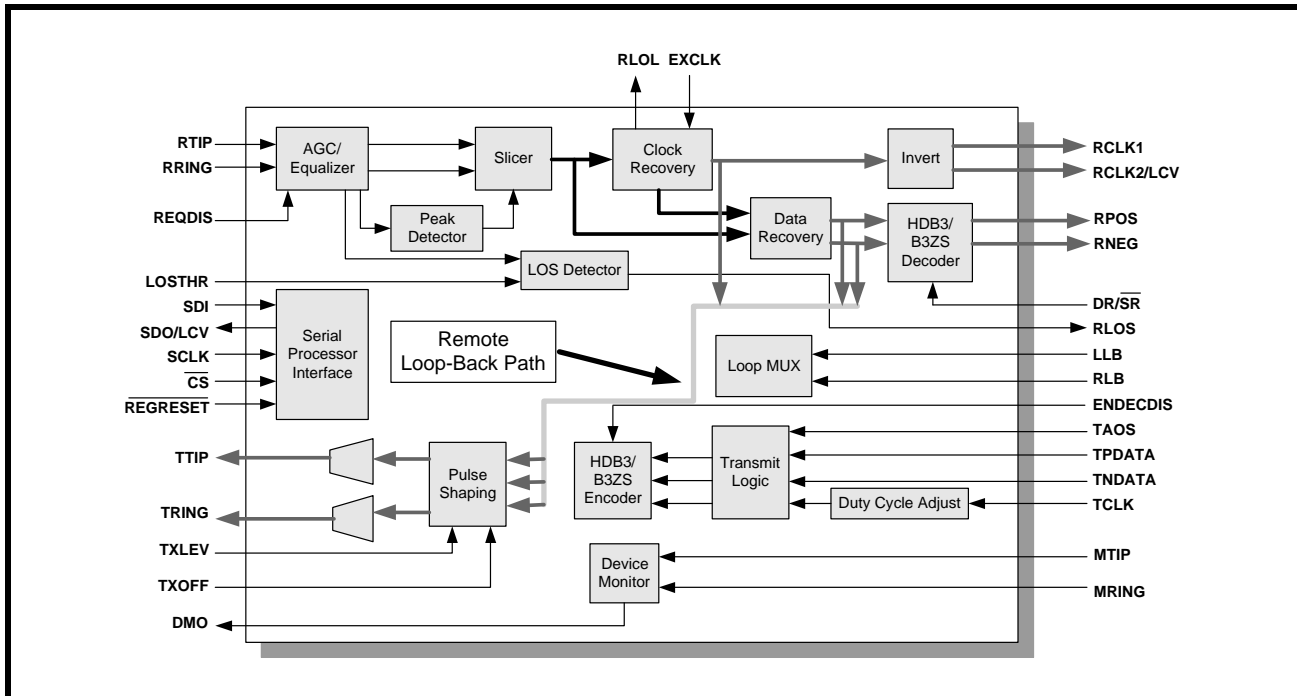 RLOL EXCLK
RTIP
RRING
REQDIS
LOSTHR
SDI
SDO/LCV
SCLK
CS
REGRESET
TTIP
TRING
TXLEV
TXOFF
DMO
AGC/
Equalizer
Slicer
Peak
Detector
LOS Detector
Clock
Recovery
Data
Recovery
Invert
HDB3/
B3ZS
Decoder
Serial
Processor
Interface
Remote
Loop-Back Path
Loop MUX
Pulse
Shaping
HDB3/
B3ZS
Encoder
Transmit
Logic
Duty Cycle Adjust
Device
Monitor
RCLK1
RCLK2/LCV
RPOS
RNEG
DR/SR
RLOS
LLB
RLB
ENDECDIS
TAOS
TPDATA
TNDATA
TCLK
MTIP
MRING